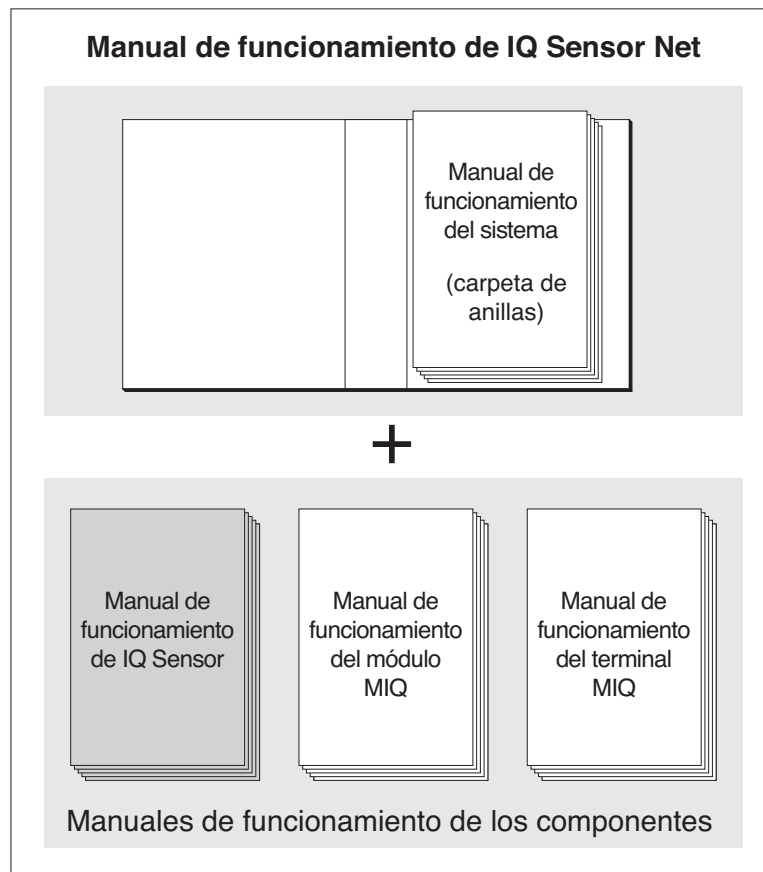 Manual de funcionamiento de IQ Sensor Net
Manual de
funcionamiento
del sistema
(carpeta de
anillas)
+
Manual de
funcionamiento
de IQ Sensor
Manual de
funcionamiento
del módulo
MIQ
Manual de
funcionamiento
del terminal
MIQ
Manuales de funcionamiento de los componentes